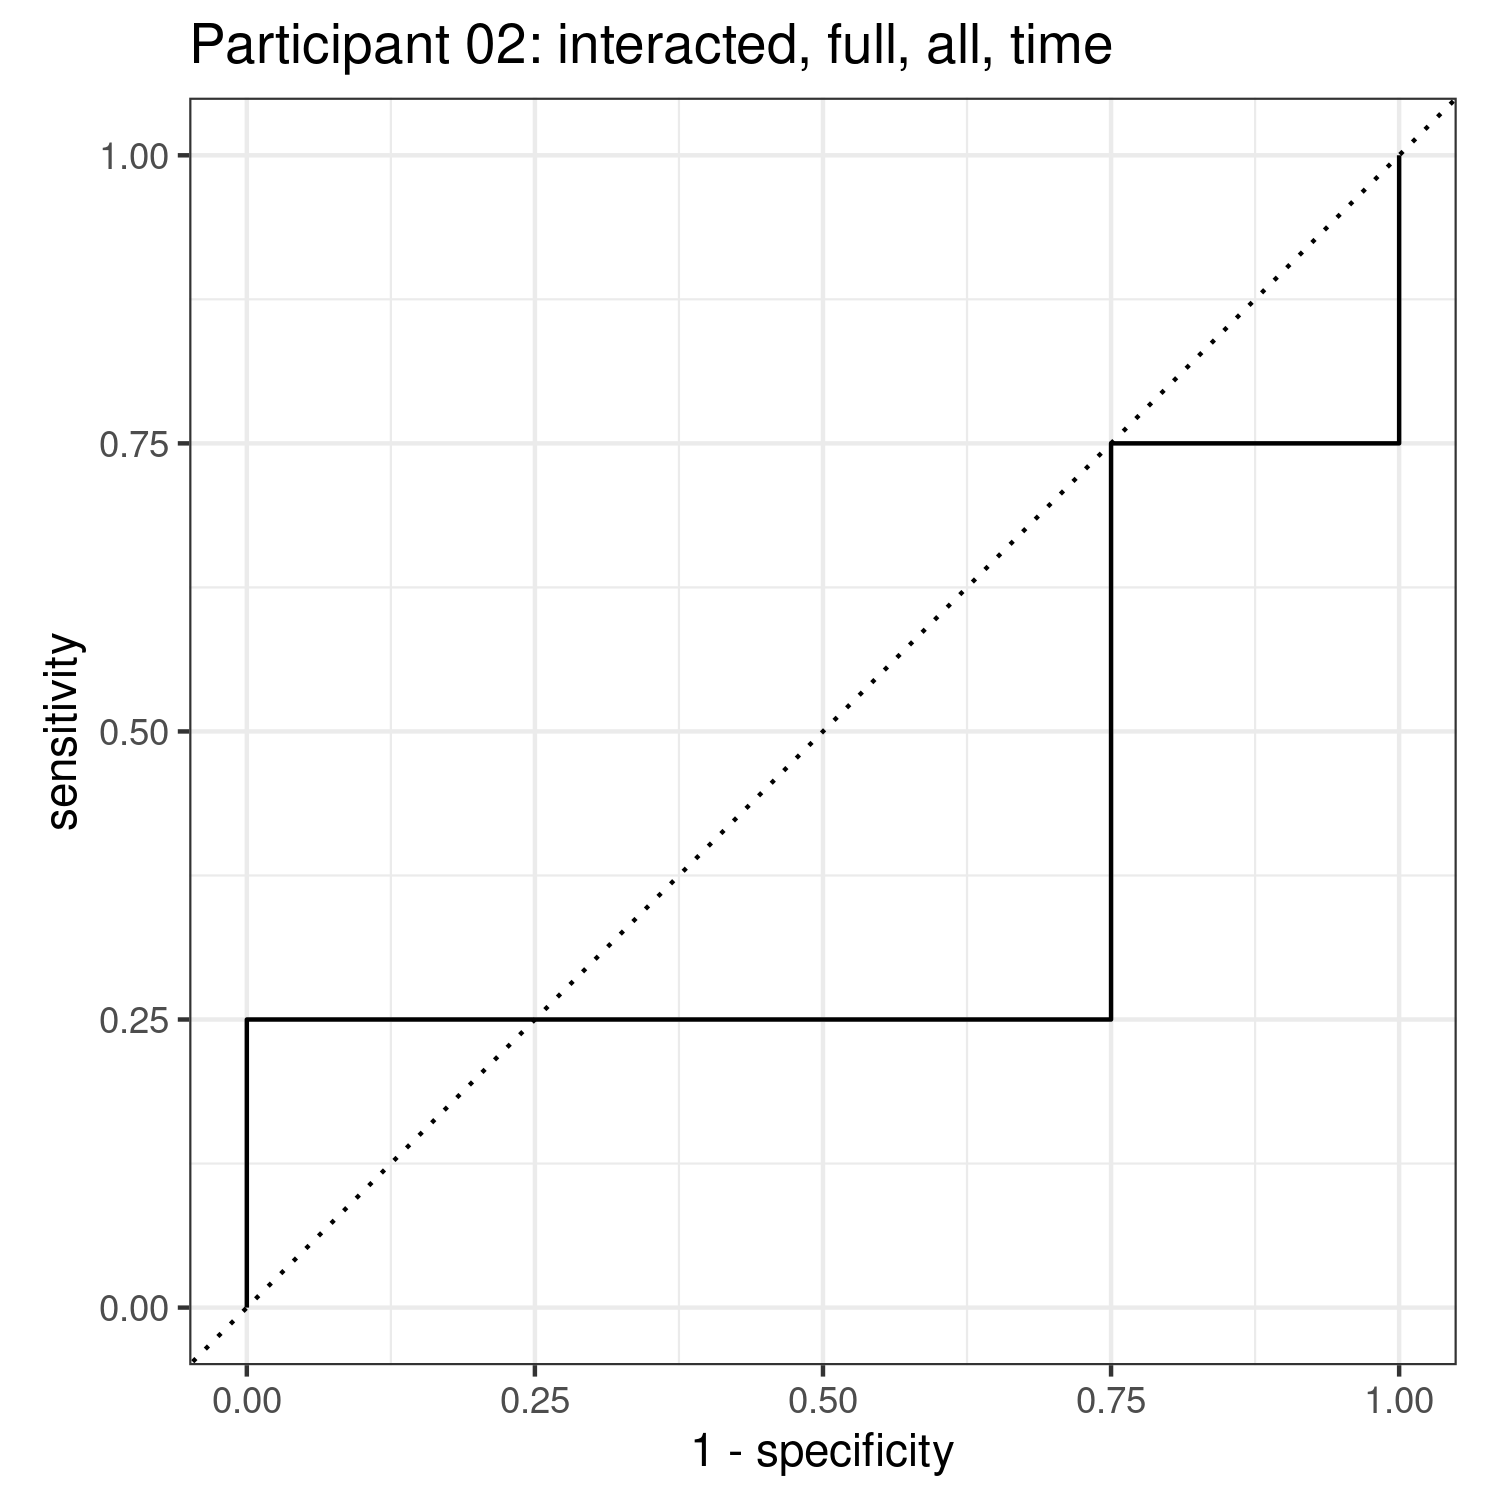 Participant 02: interacted, full, all, time
1.00
0.75
0.50
0.25
0.00
sensitivity
0.00 0.25 0.50 0.75 1.00
1 - specificity